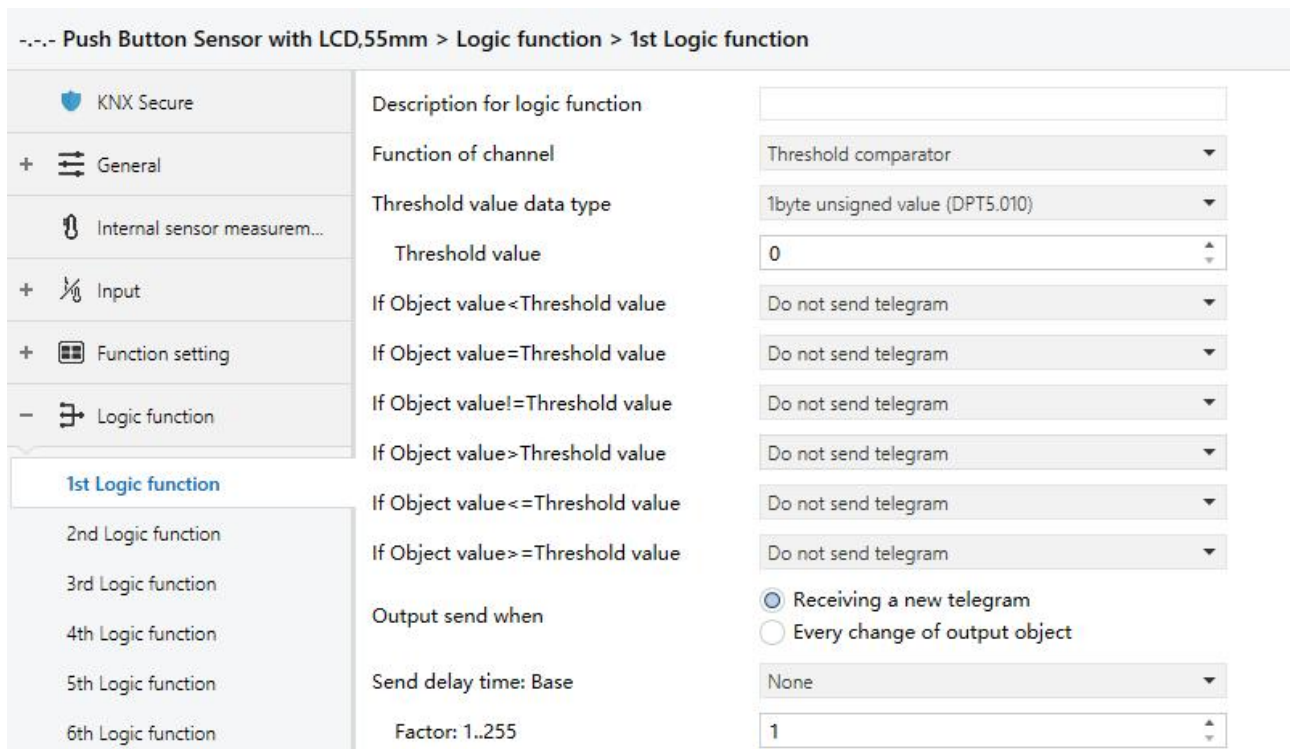 -.-.- Push Button Sensor with LCD,55mm > Logic function > 1st Logic function
KNX Secure
+ General
Internal sensor measurem...
+ Input
+ Function setting
- Logic function
1st Logic function
2nd Logic function
3rd Logic function
4th Logic function
5th Logic function
6th Logic function
Description for logic function
Function of channel Threshold comparator
Threshold value data type 1byte unsigned value (DPT5.010)
Threshold value 0
If Object value<Threshold value Do not send telegram
If Object value=Threshold value Do not send telegram
If Object value!=Threshold value Do not send telegram
If Object value>Threshold value Do not send telegram
If Object value<=Threshold value Do not send telegram
If Object value>=Threshold value Do not send telegram
Output send when Receiving a new telegram
Every change of output object
Send delay time: Base None
Factor: 1..255 1